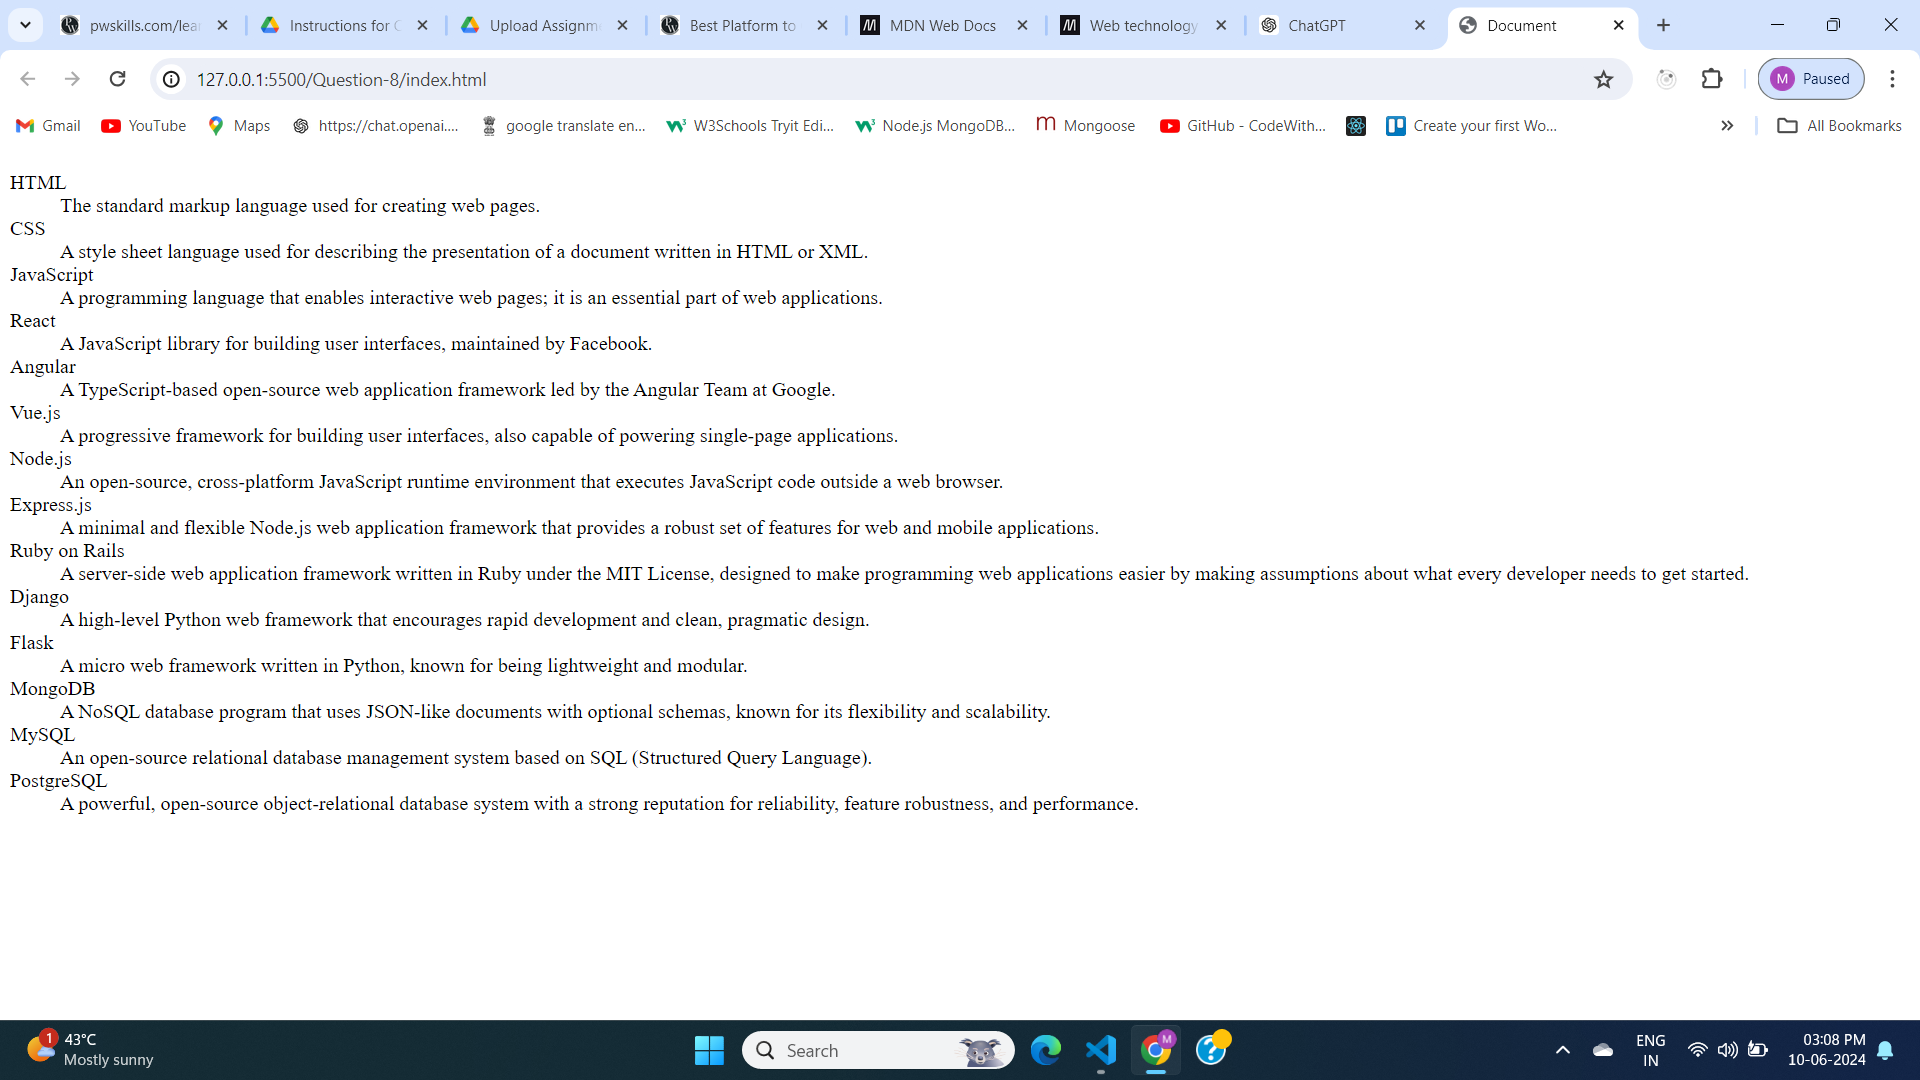 pwskills.com/lea
Instructions for C
Upload Assignm
Best Platform to
MDN Web Docs
Web technology
ChatGPT
Document
127.0.0.1:5500/Question-8/index.html
M Paused
Gmail
YouTube
Maps
https://chat.openai....
google translate en...
W3Schools Tryit Edi...
Node.js MongoDB...
Mongoose
GitHub - CodeWith...
Create your first Wo...
All Bookmarks
HTML
The standard markup language used for creating web pages.
CSS
A style sheet language used for describing the presentation of a document written in HTML or XML.
JavaScript
A programming language that enables interactive web pages; it is an essential part of web applications.
React
A JavaScript library for building user interfaces, maintained by Facebook.
Angular
A TypeScript-based open-source web application framework led by the Angular Team at Google.
Vue.js
A progressive framework for building user interfaces, also capable of powering single-page applications.
Node.js
An open-source, cross-platform JavaScript runtime environment that executes JavaScript code outside a web browser.
Express.js
A minimal and flexible Node.js web application framework that provides a robust set of features for web and mobile applications.
Ruby on Rails
A server-side web application framework written in Ruby under the MIT License, designed to make programming web applications easier by making assumptions about what every developer needs to get started.
Django
A high-level Python web framework that encourages rapid development and clean, pragmatic design.
Flask
A micro web framework written in Python, known for being lightweight and modular.
MongoDB
A NoSQL database program that uses JSON-like documents with optional schemas, known for its flexibility and scalability.
MySQL
An open-source relational database management system based on SQL (Structured Query Language).
PostgreSQL
A powerful, open-source object-relational database system with a strong reputation for reliability, feature robustness, and performance.
1
43°C
Mostly sunny
Search
M
ENG
IN
03:08 PM
10-06-2024